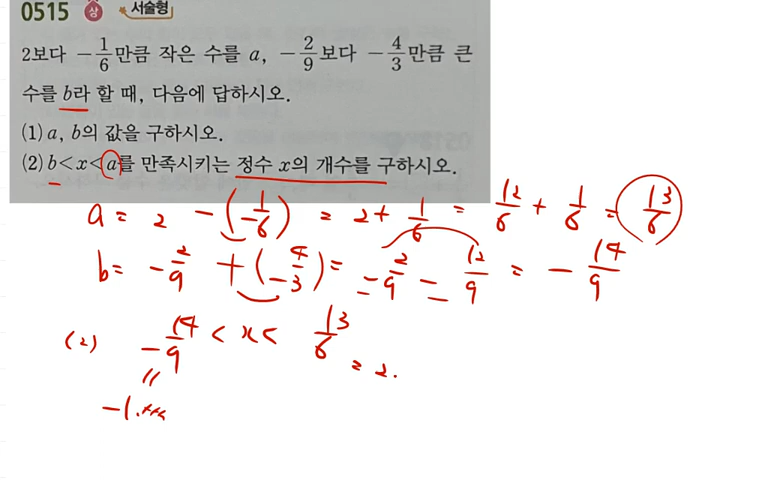 0515 상 서술형
2보다 -1/6만큼 작은 수를 a, -2/9보다 -4/3만큼 큰
수를 b라 할 때, 다음에 답하시오.
(1) a, b의 값을 구하시오.
(2) b<x<a를 만족시키는 정수 x의 개수를 구하시오.
a = 2 - (-1/6) = 2 + 1/6 = 12/6 + 1/6 = 13/6
b = -2/9 + (-4/3) = -2/9 - 12/9 = -14/9
(2) -14/9 < x < 13/6
= 2.
-1.